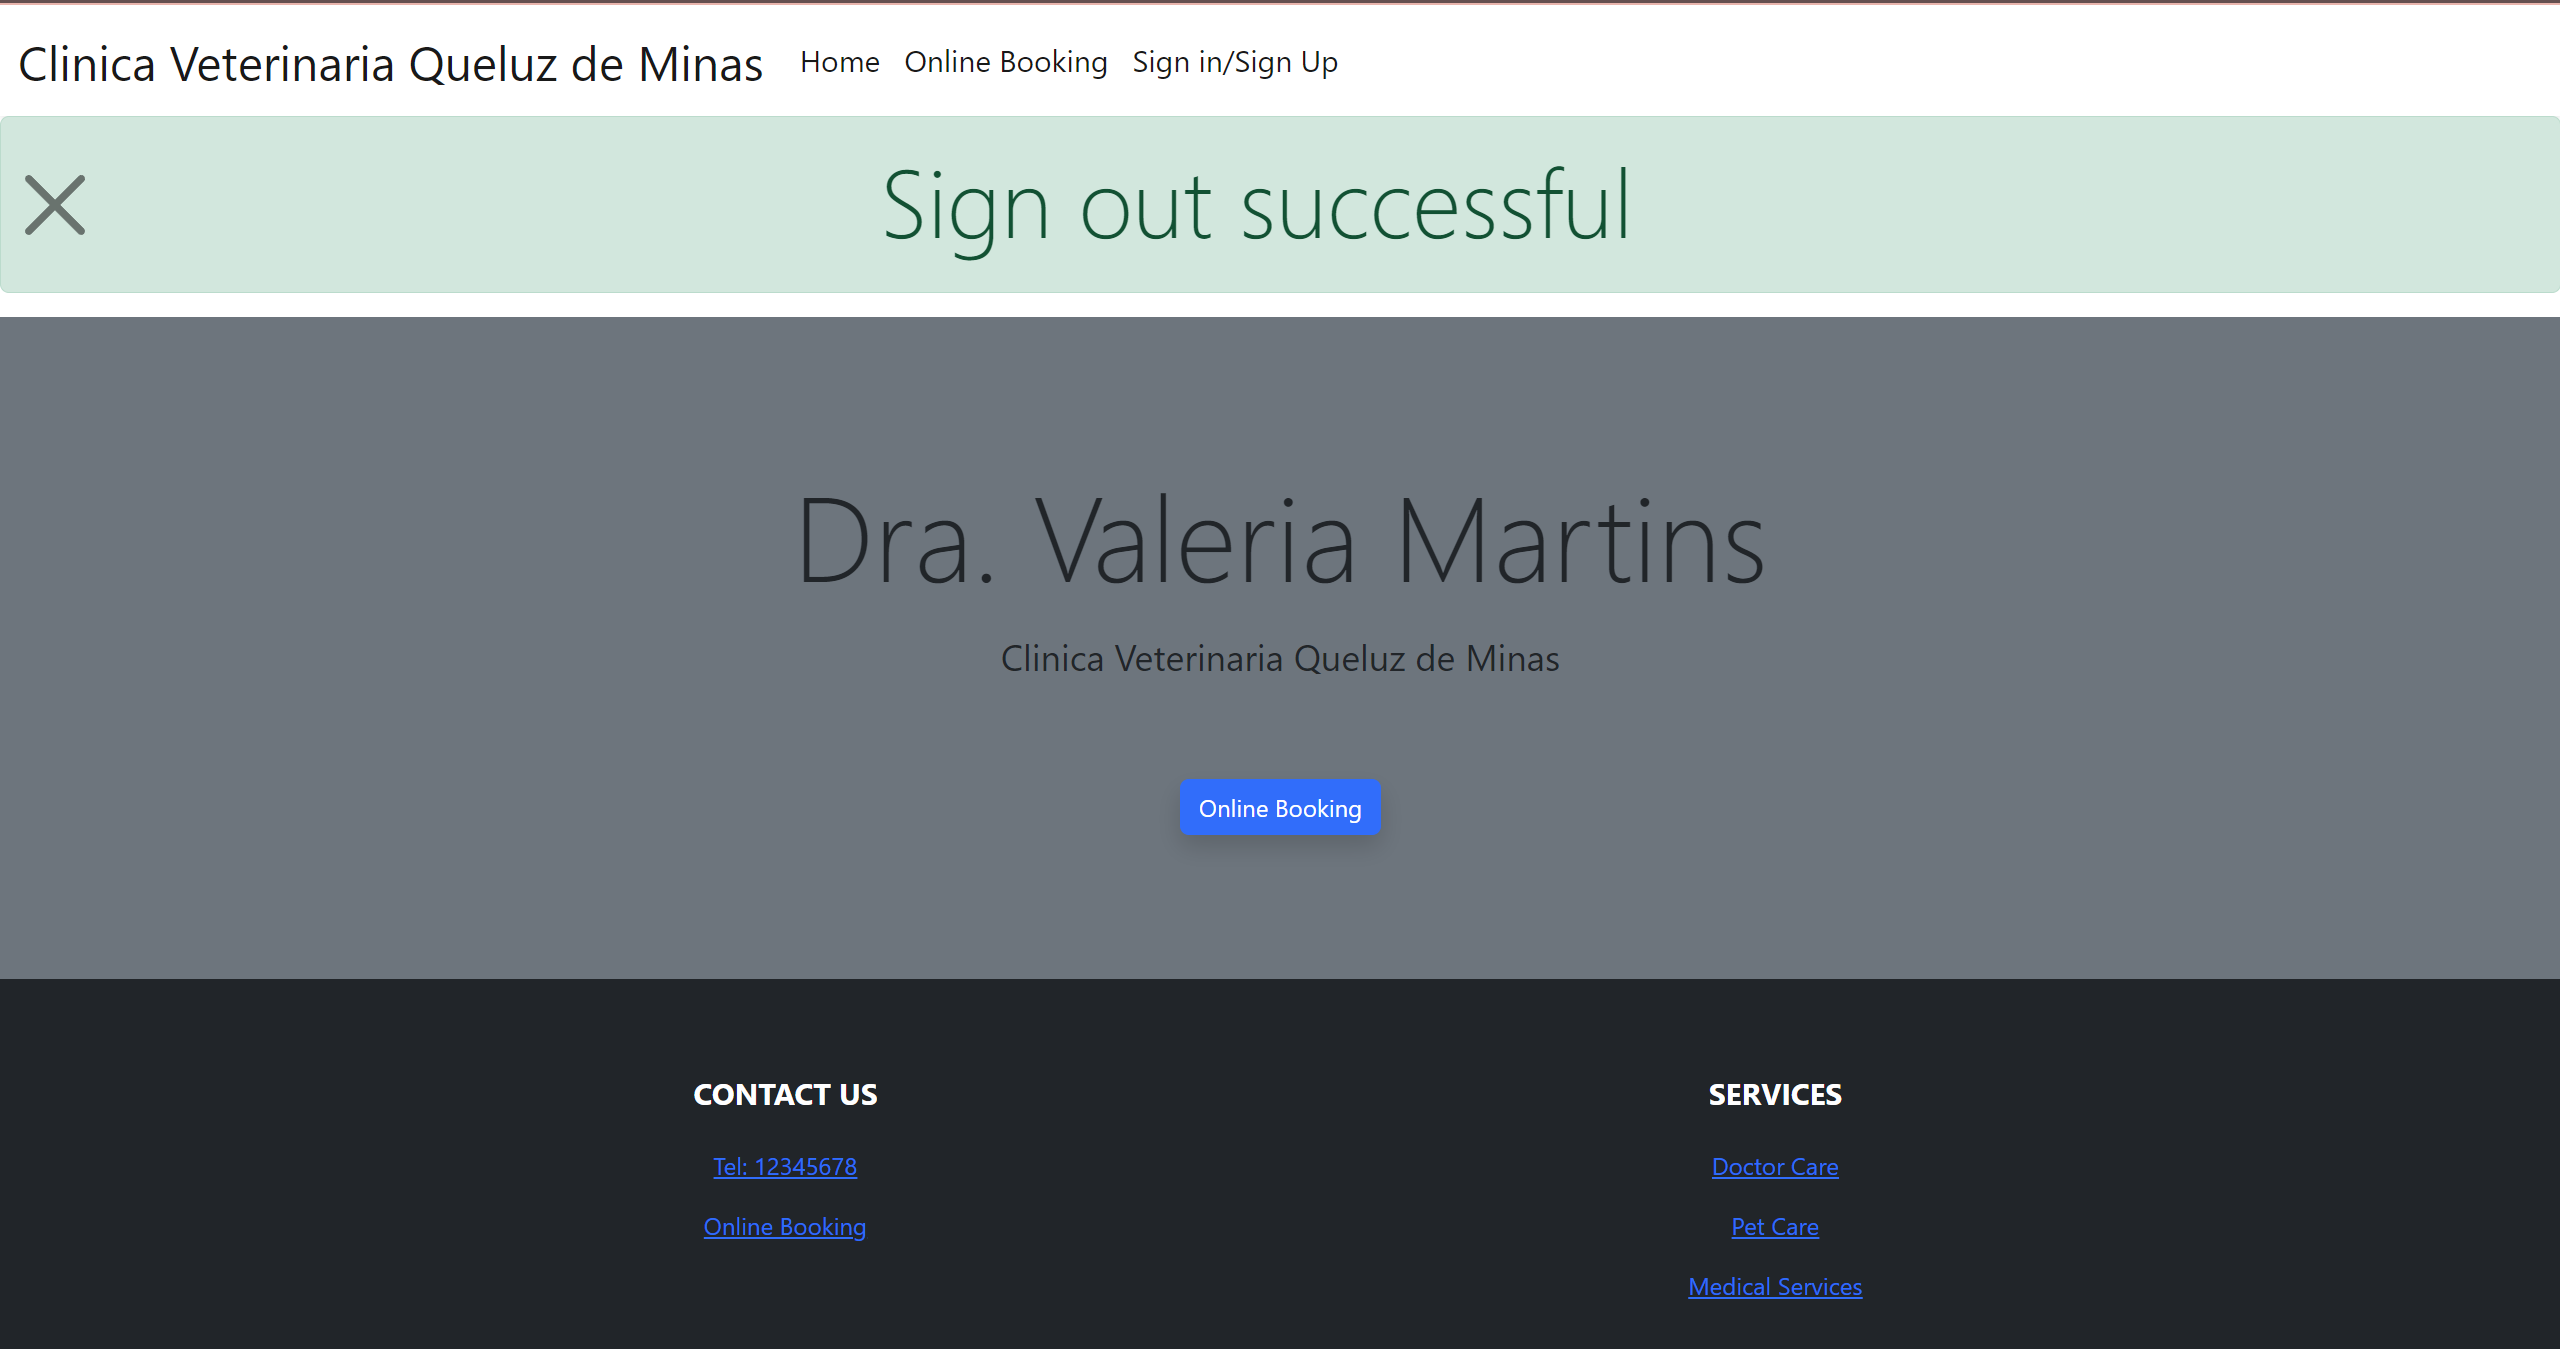 Clinica Veterinaria Queluz de Minas Home Online Booking Sign in/Sign Up
Sign out successful
Dra. Valeria Martins
Clinica Veterinaria Queluz de Minas
Online Booking
CONTACT US
Tel: 12345678
Online Booking
SERVICES
Doctor Care
Pet Care
Medical Services